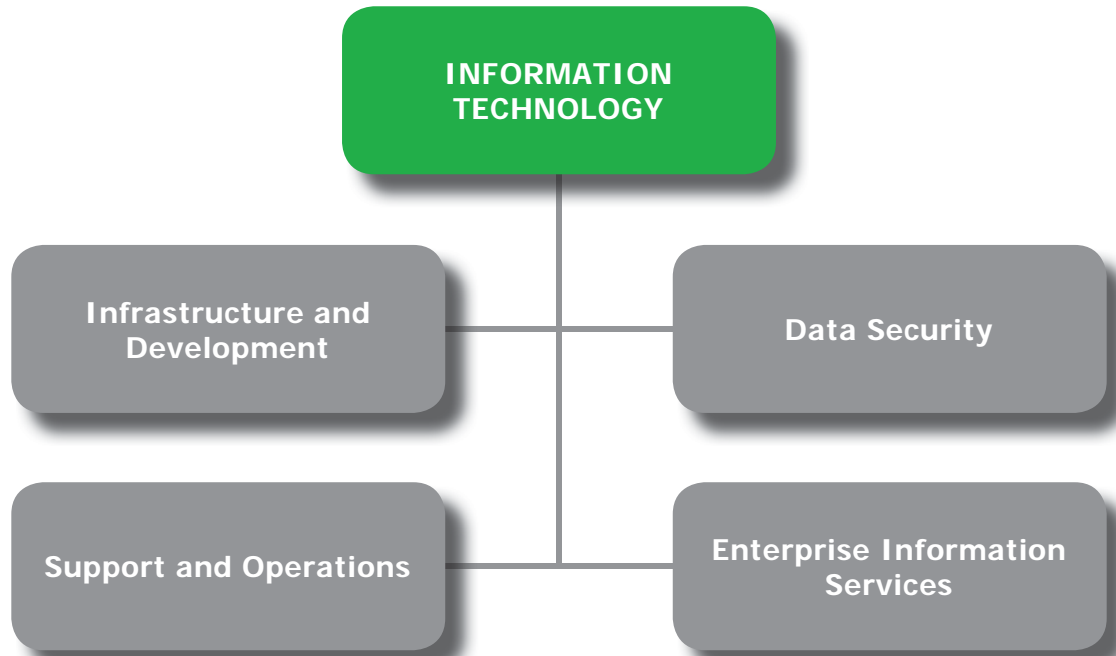 INFORMATION
TECHNOLOGY
Infrastructure and
Development
Data Security
Support and Operations
Enterprise Information
Services